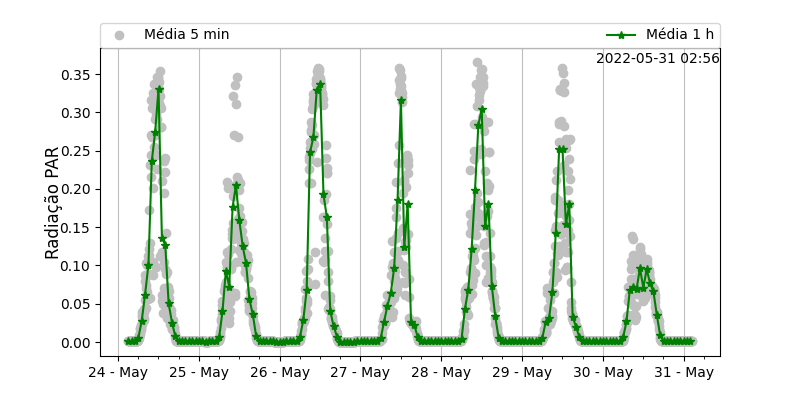 Média 5 min
Média 1 h
2022-05-31 02:56
Radiação PAR
0.35
0.30
0.25
0.20
0.15
0.10
0.05
0.00
24 - May
25 - May
26 - May
27 - May
28 - May
29 - May
30 - May
31 - May